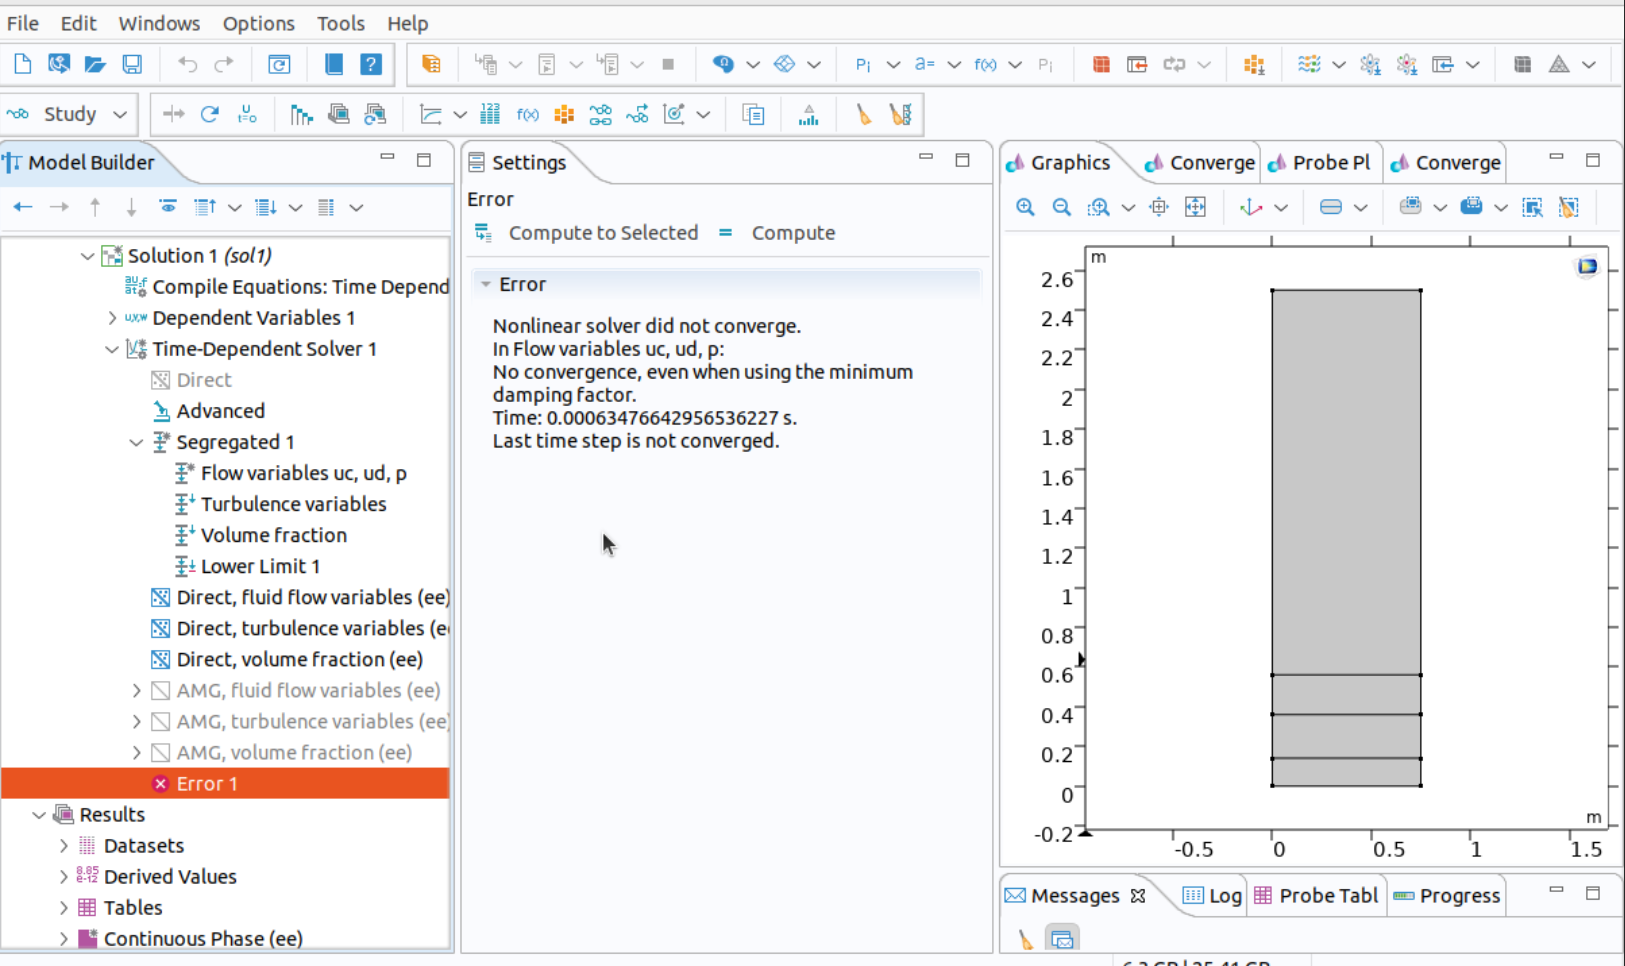 File Edit Windows Options Tools Help
Pi a= f(x) Pi
Study
u t=0 123 f(x)
Model Builder
Solution 1 (sol1)
Compile Equations: Time Depend
Dependent Variables 1
Time-Dependent Solver 1
Direct
Advanced
Segregated 1
Flow variables uc, ud, p
Turbulence variables
Volume fraction
Lower Limit 1
Direct, fluid flow variables (ee)
Direct, turbulence variables (e
Direct, volume fraction (ee)
AMG, fluid flow variables (ee)
AMG, turbulence variables (ee)
AMG, volume fraction (ee)
Error 1
Results
Datasets
8.85 e-12 Derived Values
Tables
Continuous Phase (ee)
Settings
Error
Compute to Selected = Compute
Error
Nonlinear solver did not converge.
In Flow variables uc, ud, p:
No convergence, even when using the minimum
damping factor.
Time: 0.00063476642956536227 s.
Last time step is not converged.
Graphics Converge Probe Pl Converge
m
2.6
2.4
2.2
2
1.8
1.6
1.4
1.2
1
0.8
0.6
0.4
0.2
0
-0.2
m
-0.5 0 0.5 1 1.5
Messages Log Probe Tabl Progress